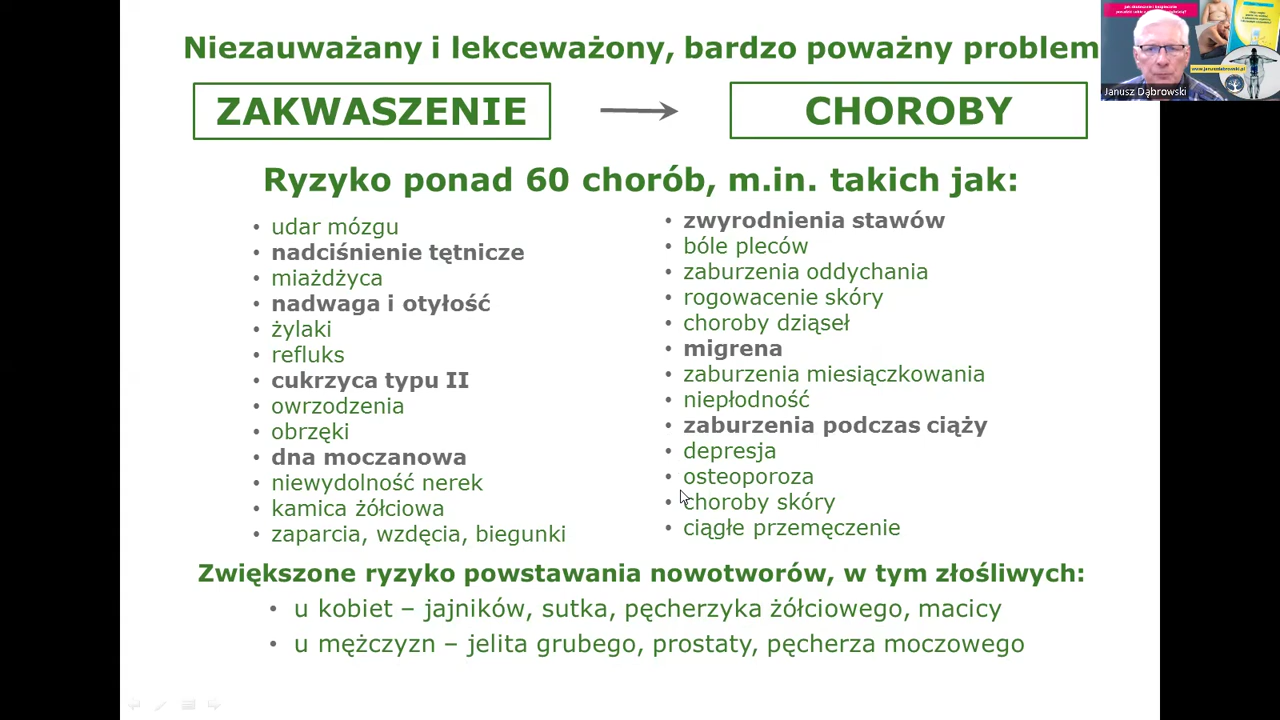 Niezauważany i lekceważony, bardzo poważny problem
ZAKWASZENIE
CHOROBY
Ryzyko ponad 60 chorób, m.in. takich jak:
• udar mózgu
• nadciśnienie tętnicze
• miażdżyca
• nadwaga i otyłość
• żylaki
• refluks
• cukrzyca typu II
• owrzodzenia
• obrzęki
• dna moczanowa
• niewydolność nerek
• kamica żółciowa
• zaparcia, wzdęcia, biegunki
• zwyrodnienia stawów
• bóle pleców
• zaburzenia oddychania
• rogowacenie skóry
• choroby dziąseł
• migrena
• zaburzenia miesiączkowania
• niepłodność
• zaburzenia podczas ciąży
• depresja
• osteoporoza
• choroby skóry
• ciągłe przemęczenie
Zwiększone ryzyko powstawania nowotworów, w tym złośliwych:
• u kobiet – jajników, sutka, pęcherzyka żółciowego, macicy
• u mężczyzn – jelita grubego, prostaty, pęcherza moczowego
www.januszdabrowski.pl
Janusz Dąbrowski